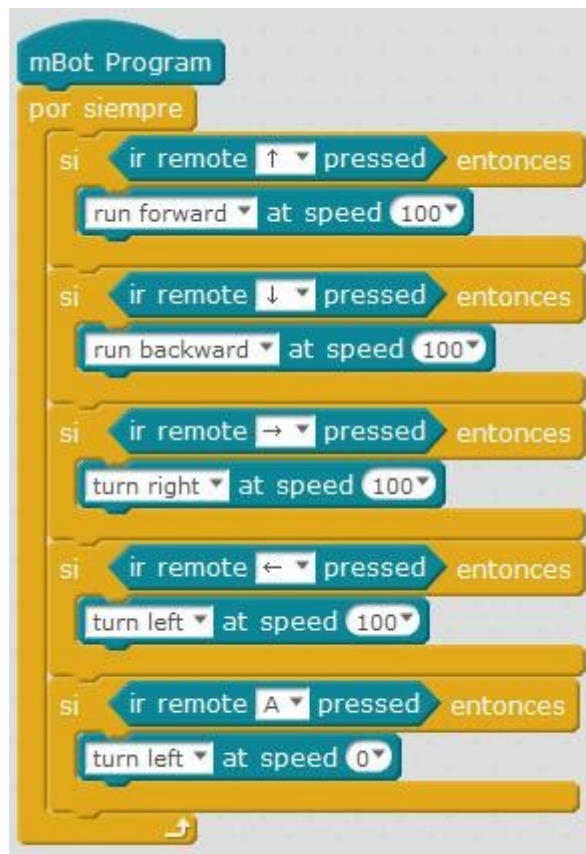 mBot Program
por siempre
si ir remote ↑ pressed entonces
run forward at speed 100
si ir remote ↓ pressed entonces
run backward at speed 100
si ir remote → pressed entonces
turn right at speed 100
si ir remote ← pressed entonces
turn left at speed 100
si ir remote A pressed entonces
turn left at speed 0